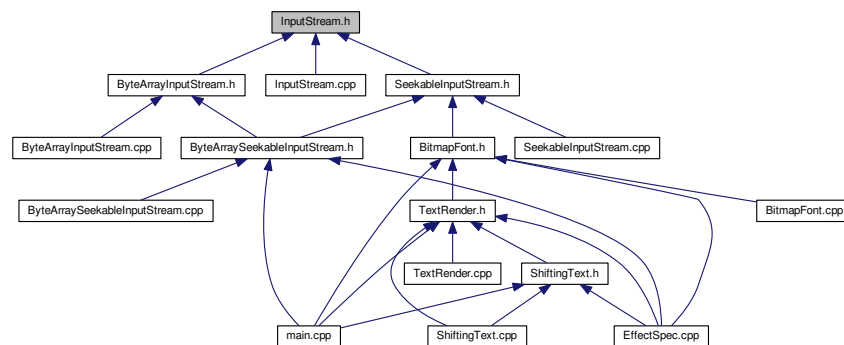 InputStream.h
ByteArrayInputStream.h
InputStream.cpp
SeekableInputStream.h
ByteArrayInputStream.cpp
ByteArraySeekableInputStream.h
BitmapFont.h
SeekableInputStream.cpp
ByteArraySeekableInputStream.cpp
TextRender.h
BitmapFont.cpp
TextRender.cpp
ShiftingText.h
main.cpp
ShiftingText.cpp
EffectSpec.cpp